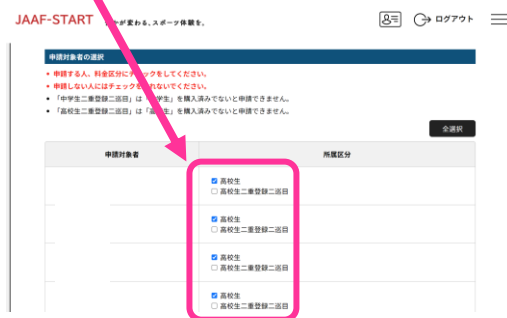 JAAF-START
かが変わる、スポーツ体験を。
ログアウト
申請対象者の選択
• 申請する人、料金区分にチェックをしてください。
• 申請しない人にはチェックを入れないでください。
• 「中学生二重登録二巡目」は「中学生」を購入済みでないと申請できません。
• 「高校生二重登録二巡目」は「高校生」を購入済みでないと申請できません。
全選択
申請対象者 所属区分
高校生
高校生二重登録二巡目
高校生
高校生二重登録二巡目
高校生
高校生二重登録二巡目
高校生
高校生二重登録二巡目